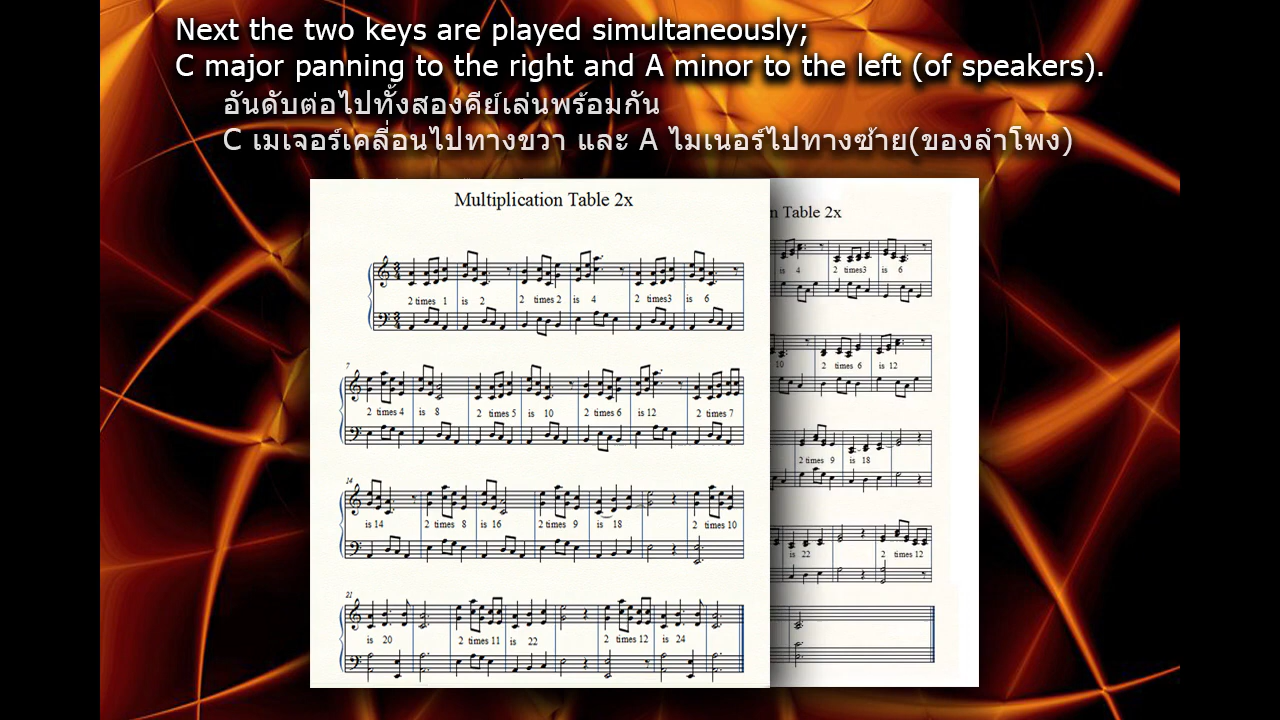 Next the two keys are played simultaneously;
C major panning to the right and A minor to the left (of speakers).
อันดับต่อไปทั้งสองคีย์เล่นพร้อมกัน
C เมเจอร์เคลื่อนไปทางขวา และ A ไมเนอร์ไปทางซ้าย(ของลำโพง)
Multiplication Table 2x
2 times 1 is 2 2 times 2 is 4 2 times3 is 6
7
2 times 4 is 8 2 times 5 is 10 2 times 6 is 12 2 times 7
14
is 14 2 times 8 is 16 2 times 9 is 18 2 times 10
21
is 20 2 times 11 is 22 2 times 12 is 24
n Table 2x
is 4 2 times3 is 6
10 2 times 6 is 12
2 times 9 is 18
is 22 2 times 12